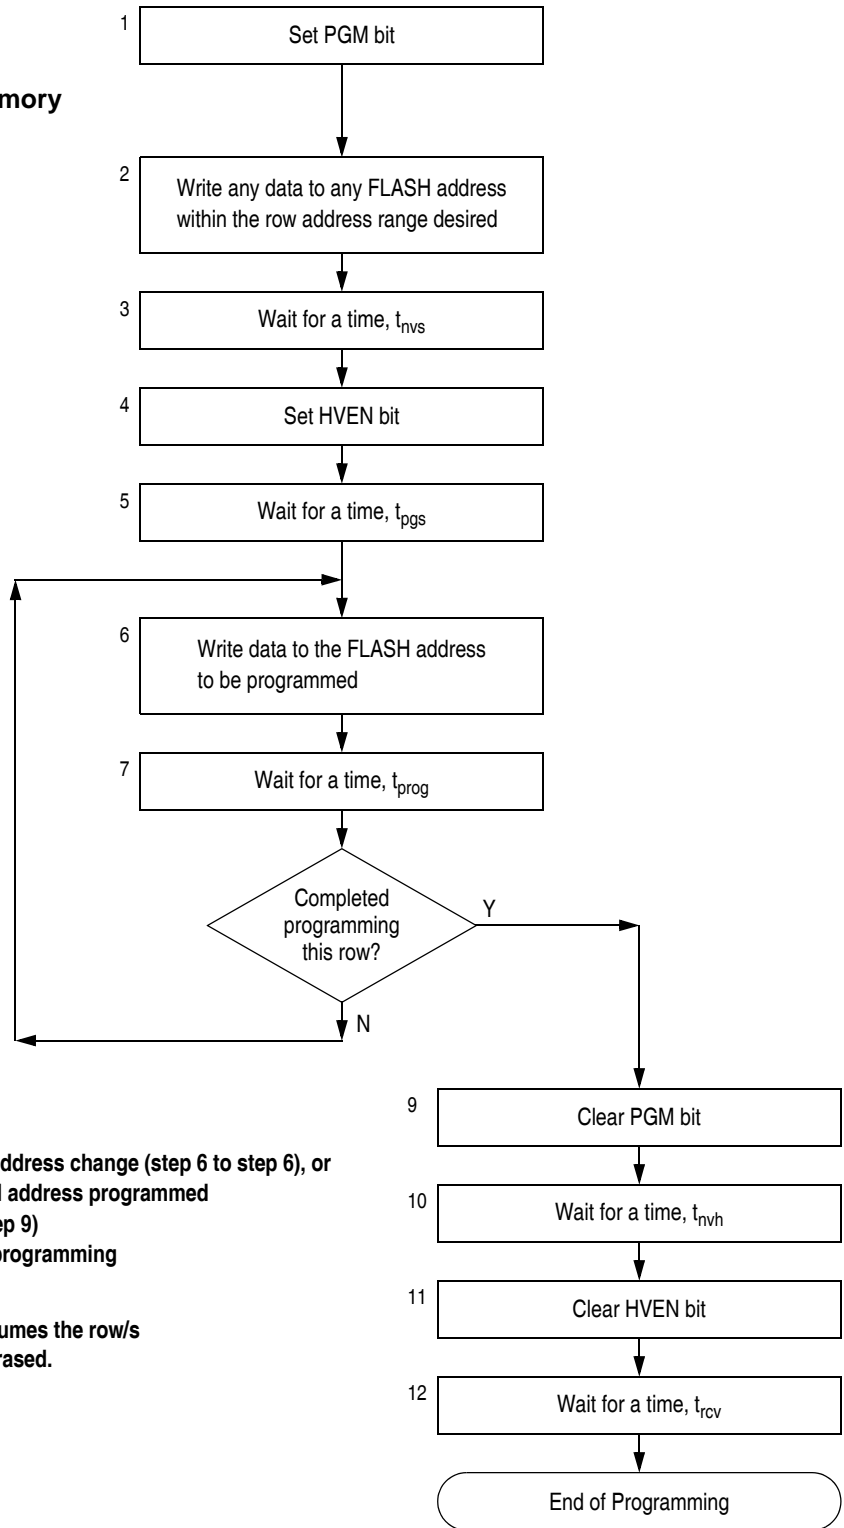 1
Set PGM bit
mory
2
Write any data to any FLASH address
within the row address range desired
3
Wait for a time, tnvs
4
Set HVEN bit
5
Wait for a time, tpgs
6
Write data to the FLASH address
to be programmed
7
Wait for a time, tprog
Completed
programming
this row?
Y
N
9
Clear PGM bit
ddress change (step 6 to step 6), or
address programmed
ep 9)
programming
10
Wait for a time, tnvh
11
Clear HVEN bit
umes the row/s
rased.
12
Wait for a time, trcv
End of Programming